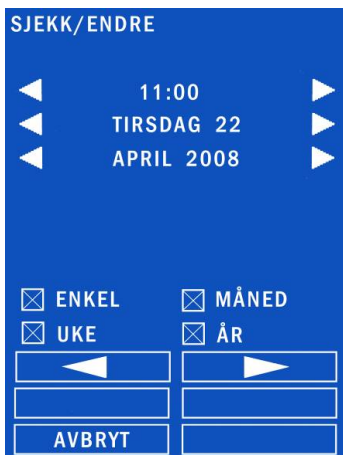 SJEKK/ENDRE
11:00
TIRSDAG 22
APRIL 2008
ENKEL
MÅNED
UKE
ÅR
AVBRYT